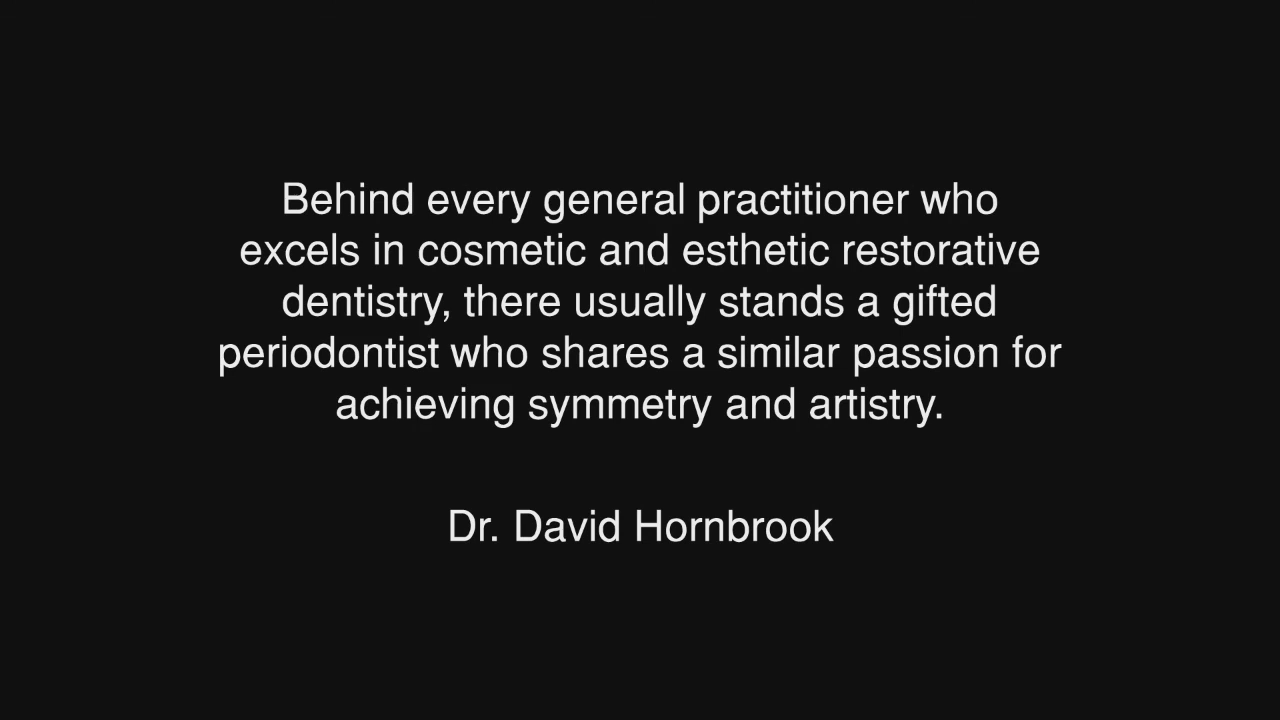 Behind every general practitioner who
excels in cosmetic and esthetic restorative
dentistry, there usually stands a gifted
periodontist who shares a similar passion for
achieving symmetry and artistry.
Dr. David Hornbrook